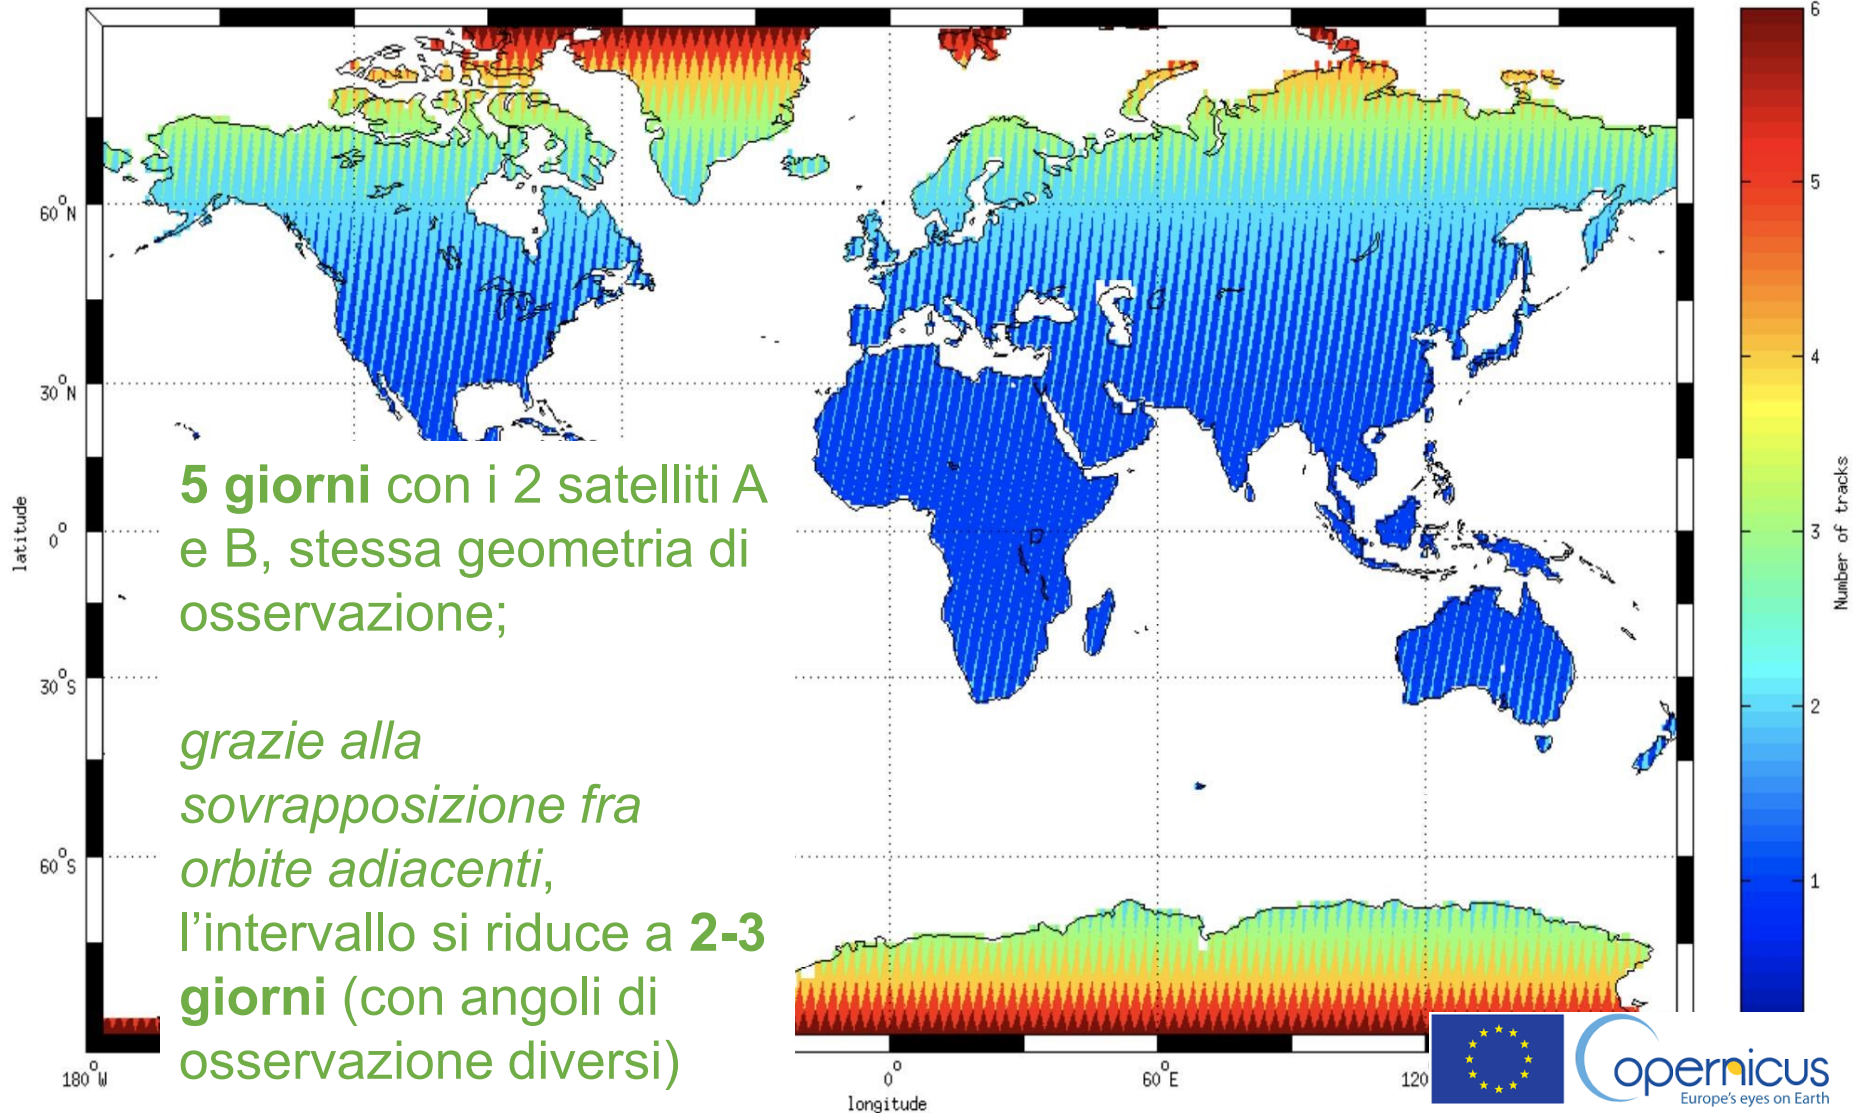 6
5
4
3
2
1
Number of tracks
60°N
30°N
0°
30°S
60°S
latitude
5 giorni con i 2 satelliti A
e B, stessa geometria di
osservazione;
grazie alla
sovrapposizione fra
orbite adiacenti,
l’intervallo si riduce a 2-3
giorni (con angoli di
osservazione diversi)
180°W
0°
60°E
120
longitude
opernicus
Europe's eyes on Earth